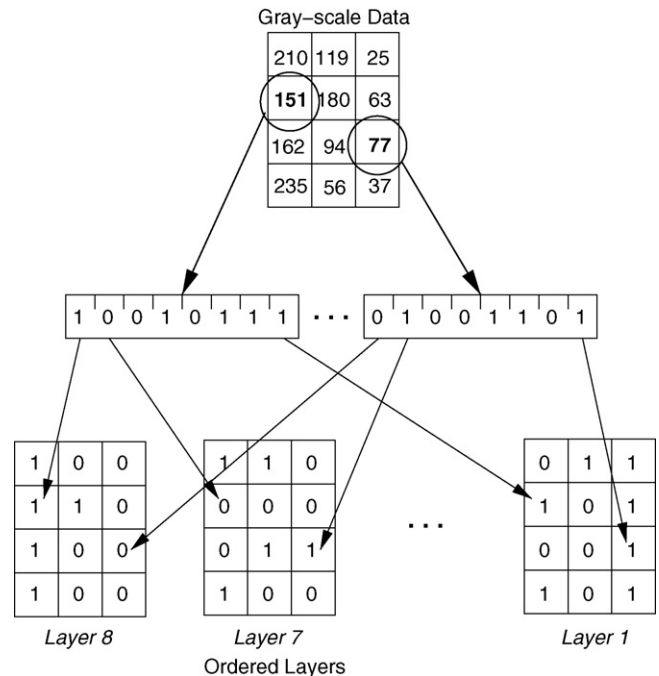 Gray-scale Data
210 119 25
151 180 63
162 94 77
235 56 37
1 0 0 1 0 1 1 1 ... 0 1 0 0 1 1 0 1
1 0 0
1 1 0
1 0 0
1 0 0
1 1 0
0 0 0
0 1 1
1 0 0
...
0 1 1
1 0 1
0 0 1
1 0 1
Layer 8
Layer 7
Layer 1
Ordered Layers